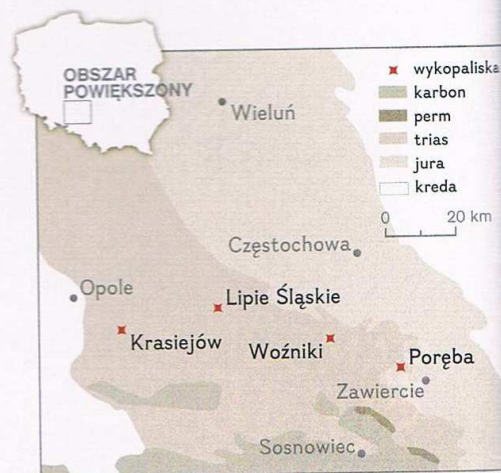 OBSZAR
POWIĘKSZONY
wykopaliska
karbon
perm
trias
jura
kreda
0 20 km
Wieluń
Częstochowa
Opole
Lipie Śląskie
Krasiejów
Woźniki
Poręba
Zawiercie
Sosnowiec